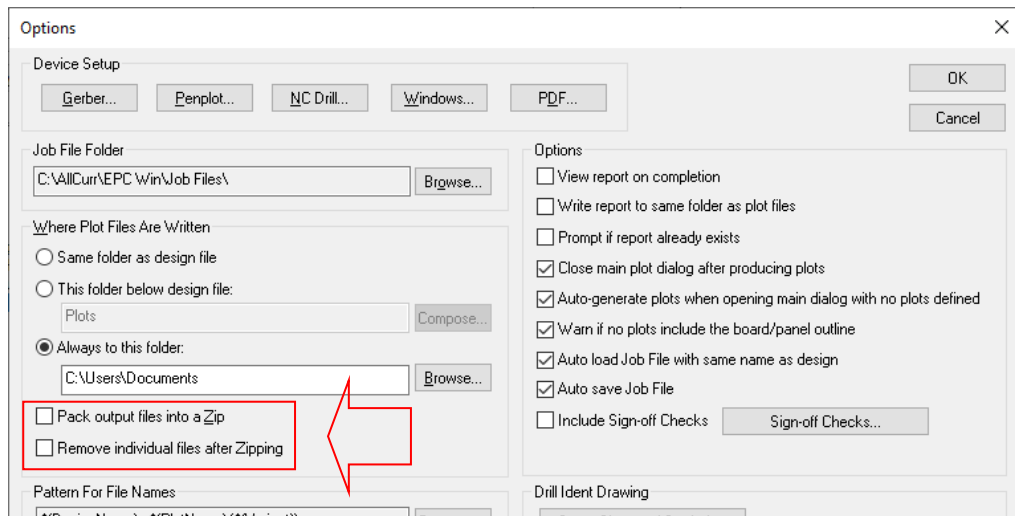 Options
Device Setup
Gerber... Penplot... NC Drill... Windows... PDF...
OK
Cancel
Job File Folder
C:\AllCurr\EPC Win\Job Files\ Browse...
Where Plot Files Are Written
Same folder as design file
This folder below design file:
Plots Compose...
Always to this folder:
C:\Users\Documents Browse...
Pack output files into a Zip
Remove individual files after Zipping
Pattern For File Names
Options
View report on completion
Write report to same folder as plot files
Prompt if report already exists
Close main plot dialog after producing plots
Auto-generate plots when opening main dialog with no plots defined
Warn if no plots include the board/panel outline
Auto load Job File with same name as design
Auto save Job File
Include Sign-off Checks Sign-off Checks...
Drill Ident Drawing